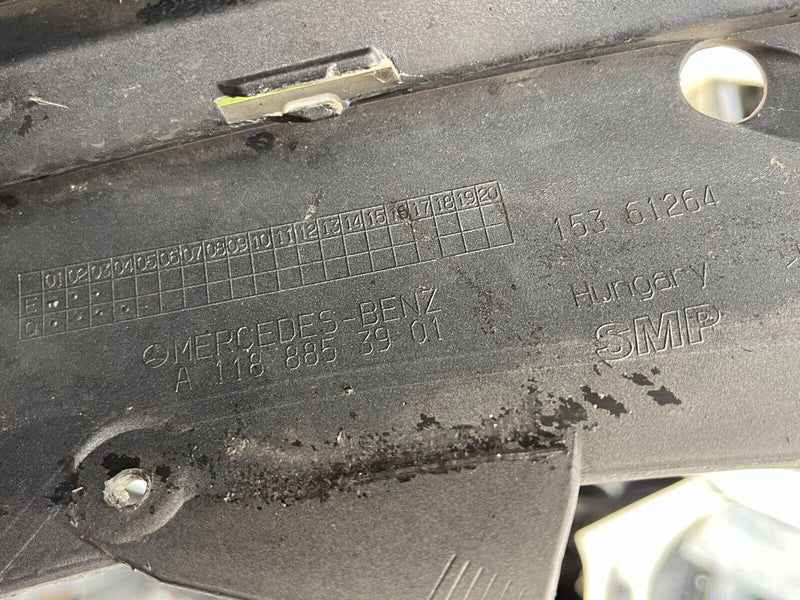 01 02 03 04 05 06 07 08 09 10 11 12 13 14 15 16 17 18 19 20
E
Q
153 61264
Hungary
SMP
MERCEDES-BENZ
A 118 885 39 01